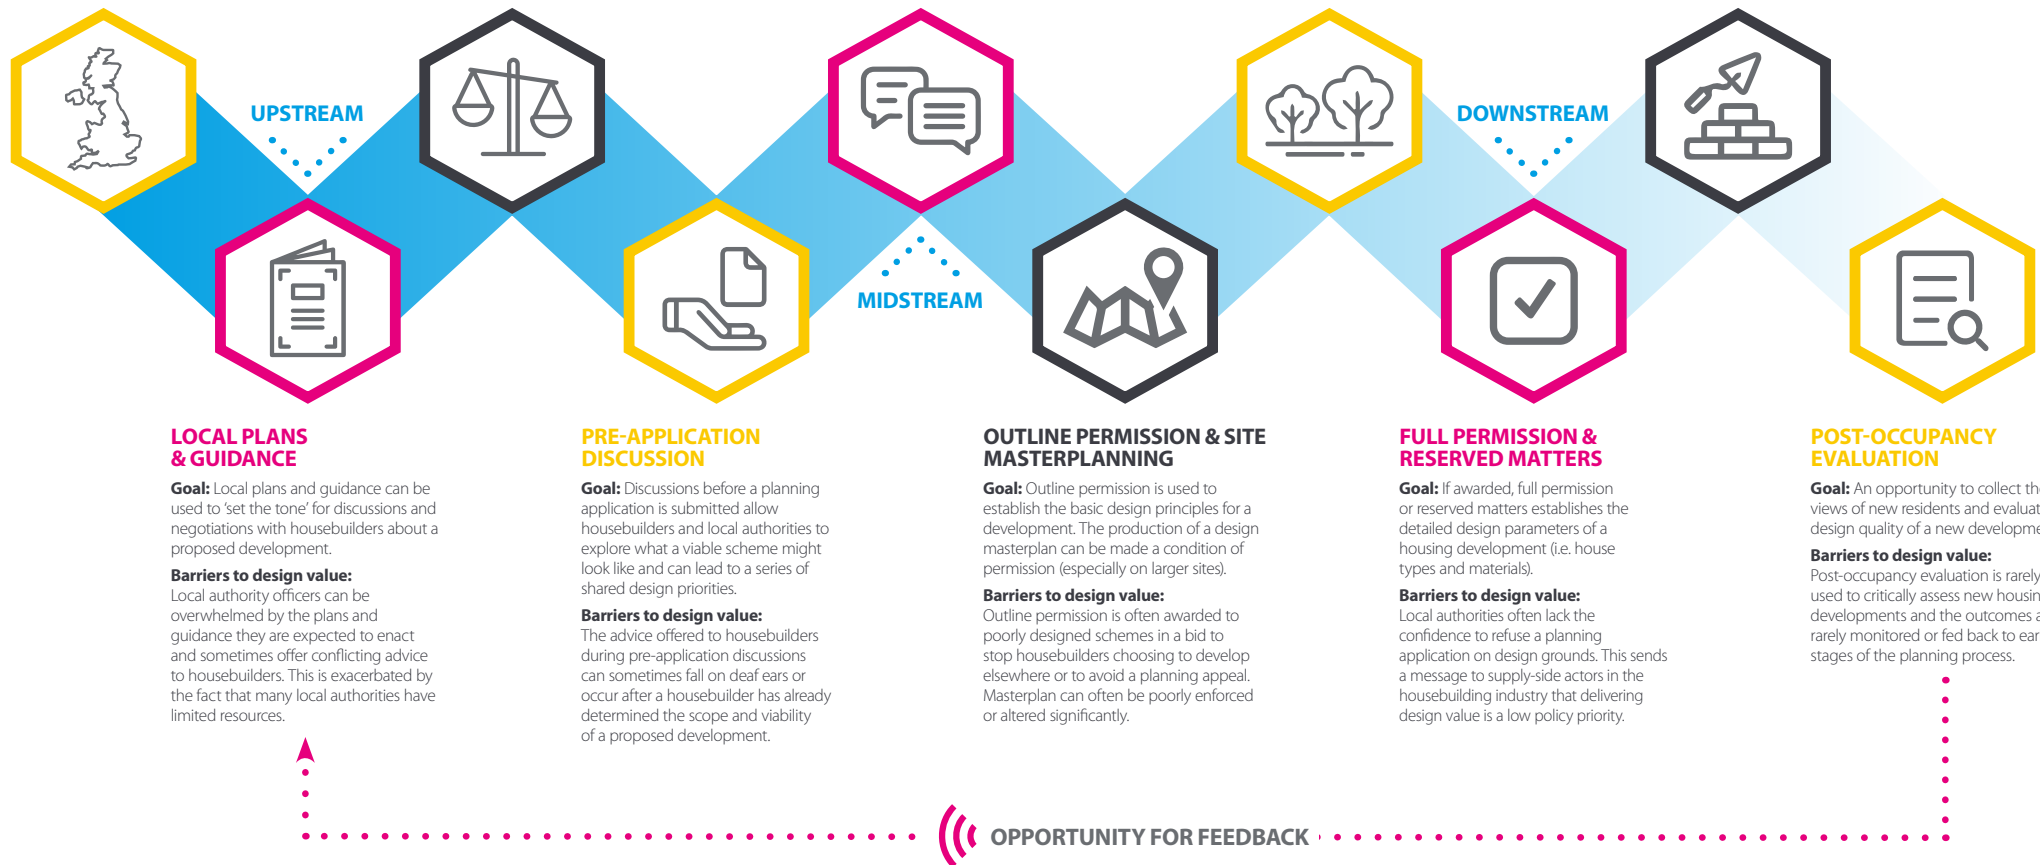 UPSTREAM
DOWNSTREAM
MIDSTREAM
LOCAL PLANS
& GUIDANCE
Goal: Local plans and guidance can be
used to ‘set the tone’ for discussions and
negotiations with housebuilders about a
proposed development.
Barriers to design value:
Local authority officers can be
overwhelmed by the plans and
guidance they are expected to enact
and sometimes offer conflicting advice
to housebuilders. This is exacerbated by
the fact that many local authorities have
limited resources.
PRE-APPLICATION
DISCUSSION
Goal: Discussions before a planning
application is submitted allow
housebuilders and local authorities to
explore what a viable scheme might
look like and can lead to a series of
shared design priorities.
Barriers to design value:
The advice offered to housebuilders
during pre-application discussions
can sometimes fall on deaf ears or
occur after a housebuilder has already
determined the scope and viability
of a proposed development.
OUTLINE PERMISSION & SITE
MASTERPLANNING
Goal: Outline permission is used to
establish the basic design principles for a
development. The production of a design
masterplan can be made a condition of
permission (especially on larger sites).
Barriers to design value:
Outline permission is often awarded to
poorly designed schemes in a bid to
stop housebuilders choosing to develop
elsewhere or to avoid a planning appeal.
Masterplan can often be poorly enforced
or altered significantly.
FULL PERMISSION &
RESERVED MATTERS
Goal: If awarded, full permission
or reserved matters establishes the
detailed design parameters of a
housing development (i.e. house
types and materials).
Barriers to design value:
Local authorities often lack the
confidence to refuse a planning
application on design grounds. This sends
a message to supply-side actors in the
housebuilding industry that delivering
design value is a low policy priority.
POST-OCCUPANCY
EVALUATION
Goal: An opportunity to collect
views of new residents and
design quality of a new
Barriers to design value:
Post-occupancy evaluation is rarely
used to critically assess new
developments and the outcomes
rarely monitored or fed back to
stages of the planning process.
OPPORTUNITY FOR FEEDBACK